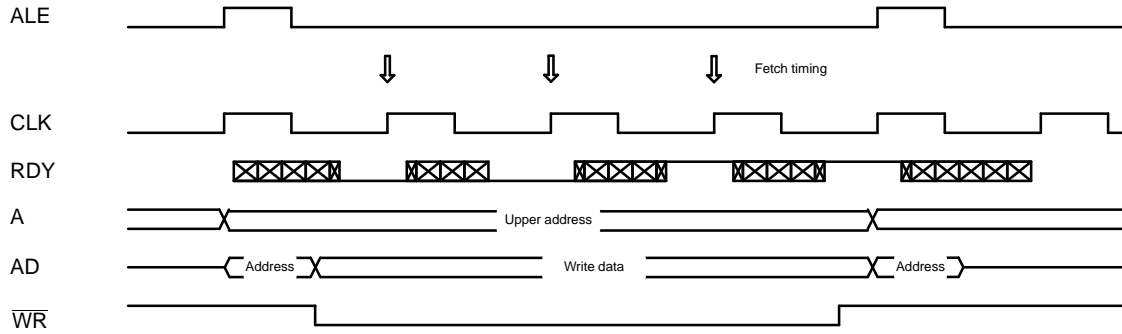 ALE
Fetch timing
CLK
RDY
A
Upper address
AD
Address
Write data
Address
WR